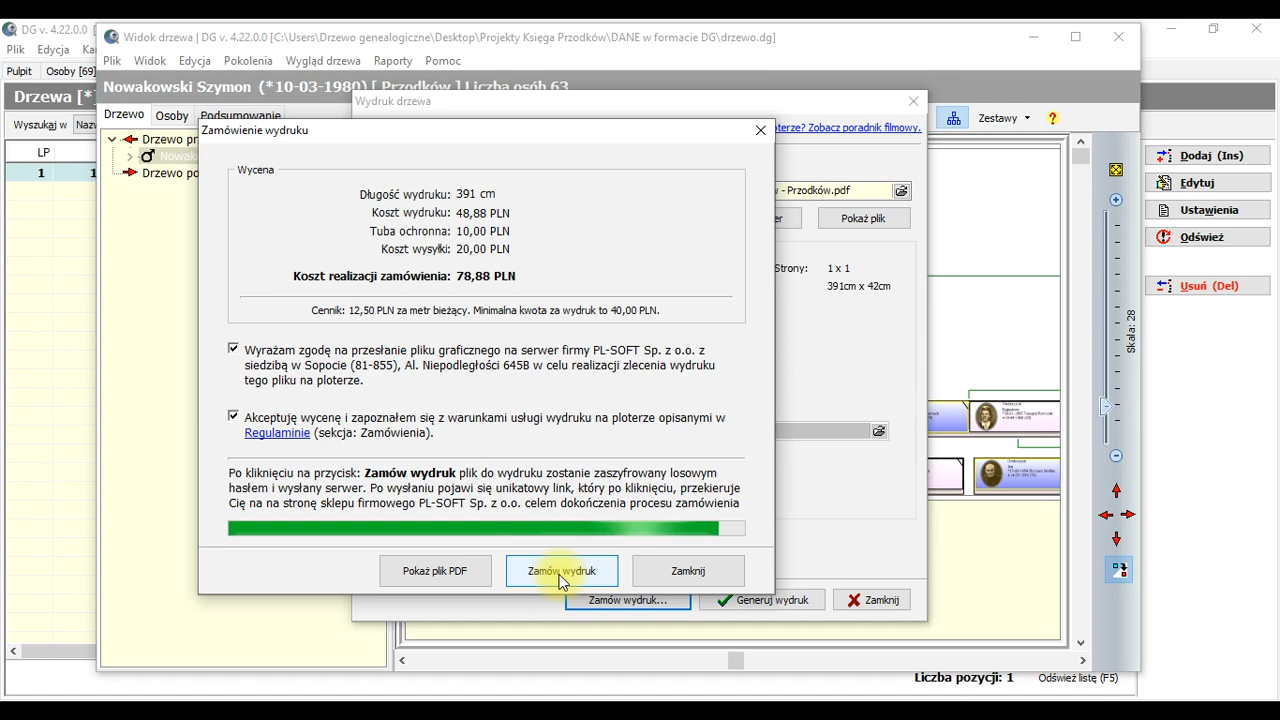 DG v. 4.22.0.0 [
Plik Edycja Ka
Pulpit Osoby [69]
Drzewa [*]
Wyszukaj w Nazw
LP
1 1
Widok drzewa | DG v. 4.22.0.0 [C:\Users\Drzewo genealogiczne\Desktop\Projekty Księga Przodków\DANE w formacie DG\drzewo.dg]
Plik Widok Edycja Pokolenia Wygląd drzewa Raporty Pomoc
Nowakowski Szymon (*10-03-1980) [ Przodków ] Liczba osób 63
Drzewo Osoby Podsumowanie
Drzewo pr
Nowak
Drzewo po
Wydruk drzewa
oterze? Zobacz poradnik filmowy.
Zestawy
- Przodków.pdf
er Pokaż plik
Strony: 1 x 1
391cm x 42cm
Zamówienie wydruku
Wycena
Długość wydruku: 391 cm
Koszt wydruku: 48,88 PLN
Tuba ochronna: 10,00 PLN
Koszt wysyłki: 20,00 PLN
Koszt realizacji zamówienia: 78,88 PLN
Cennik: 12,50 PLN za metr bieżący. Minimalna kwota za wydruk to 40,00 PLN.
Wyrażam zgodę na przesłanie pliku graficznego na serwer firmy PL-SOFT Sp. z o.o. z
siedzibą w Sopocie (81-855), Al. Niepodległości 645B w celu realizacji zlecenia wydruku
tego pliku na ploterze.
Akceptuję wycenę i zapoznałem się z warunkami usługi wydruku na ploterze opisanymi w
Regulaminie (sekcja: Zamówienia).
Po kliknięciu na przycisk: Zamów wydruk plik do wydruku zostanie zaszyfrowany losowym
hasłem i wysłany serwer. Po wysłaniu pojawi się unikatowy link, który po kliknięciu, przekieruje
Cię na na stronę sklepu firmowego PL-SOFT Sp. z o.o. celem dokończenia procesu zamówienia
Pokaż plik PDF Zamów wydruk Zamknij
Zamów wydruk... Generuj wydruk Zamknij
Skala: 28
Dodaj (Ins)
Edytuj
Ustawienia
Odśwież
Usuń (Del)
Liczba pozycji: 1 Odśwież listę (F5)